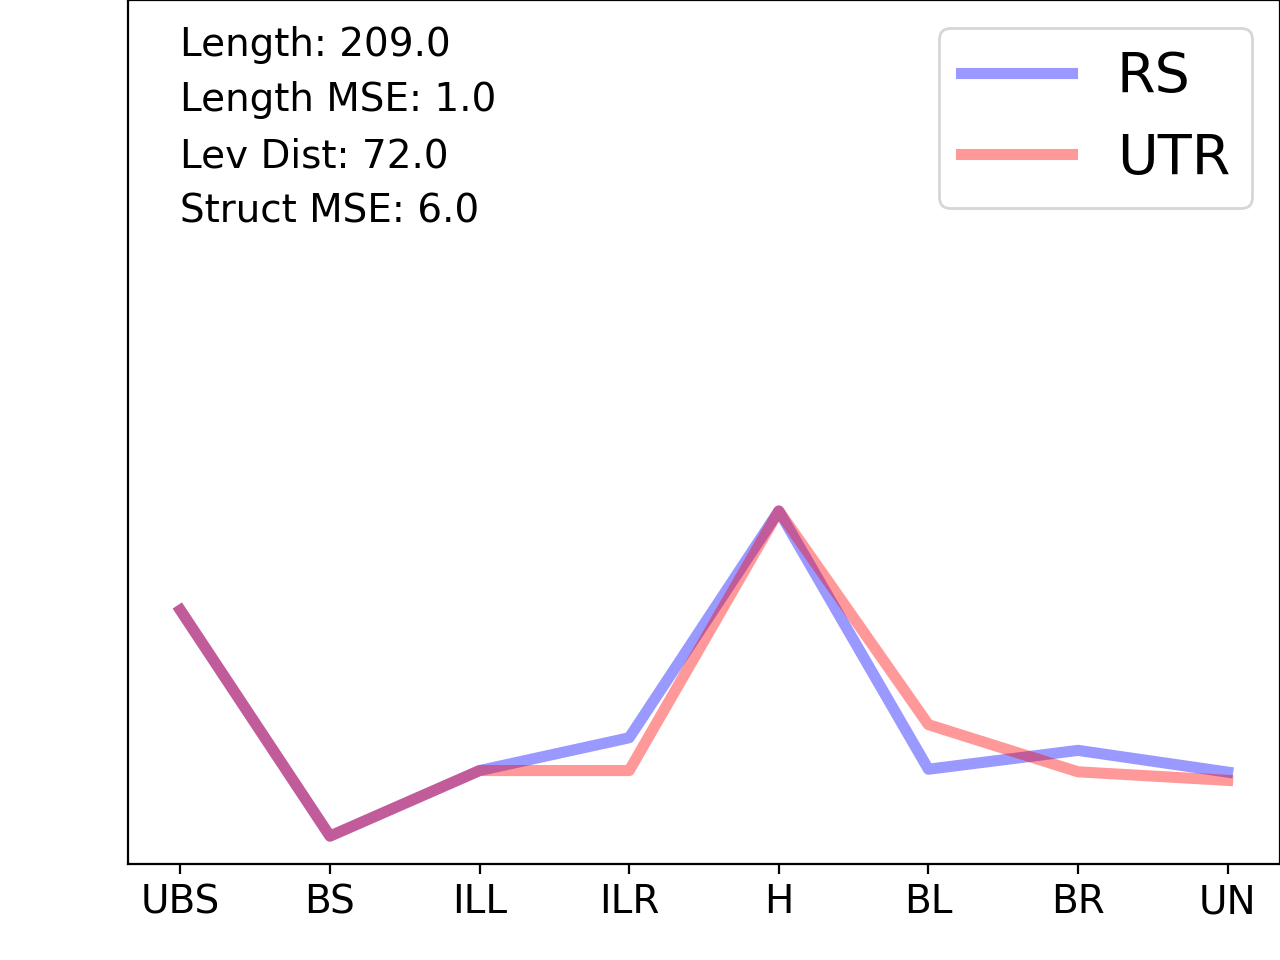 Length: 209.0
Length MSE: 1.0
Lev Dist: 72.0
Struct MSE: 6.0
RS
UTR
UBS BS ILL ILR H BL BR UN